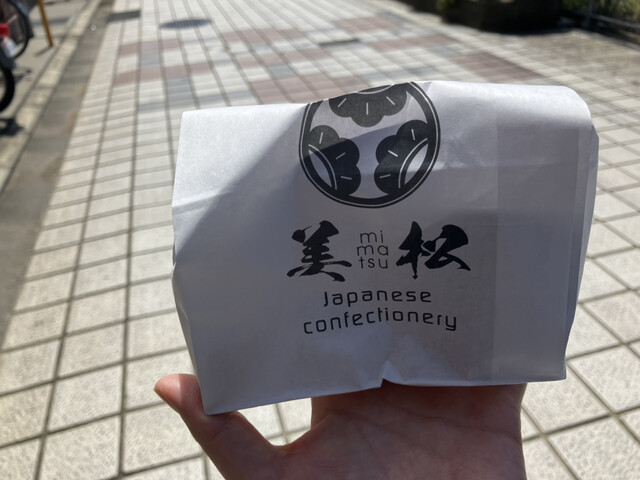 美 mi ma tsu 松
Japanese
confectionery